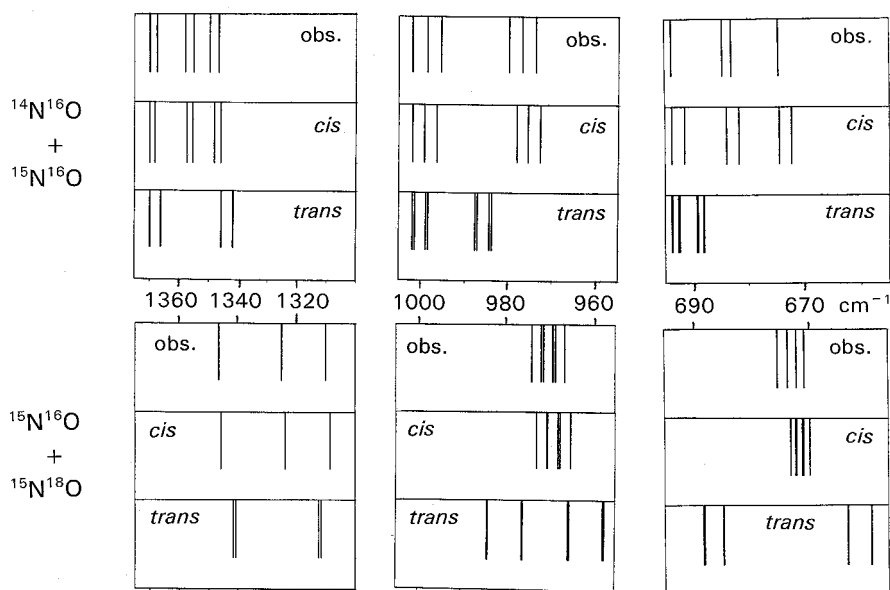 obs.
obs.
obs.
¹⁴N¹⁶O
+
¹⁵N¹⁶O
cis
cis
cis
trans
trans
trans
1360 1340 1320
1000 980 960
690 670 cm⁻¹
obs.
obs.
obs.
¹⁵N¹⁶O
+
¹⁵N¹⁸O
cis
cis
cis
trans
trans
trans